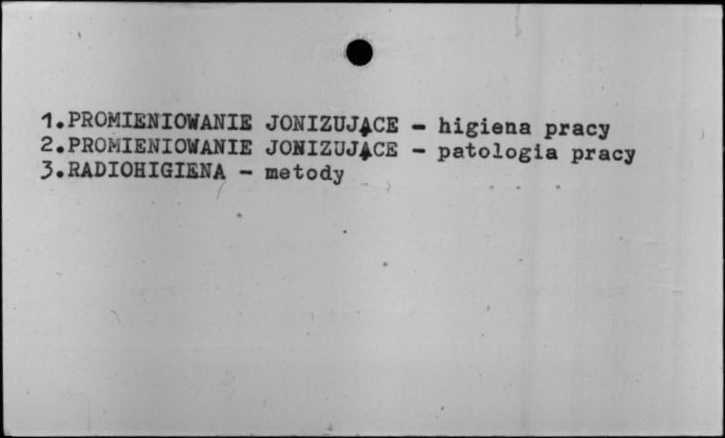 1.PROMIENIOWANIE JONIZUJĄCE - higiena pracy
2.PROMIENIOWANIE JONIZUJĄCE - patologia pracy
3.RADIOHIGIENA - metody